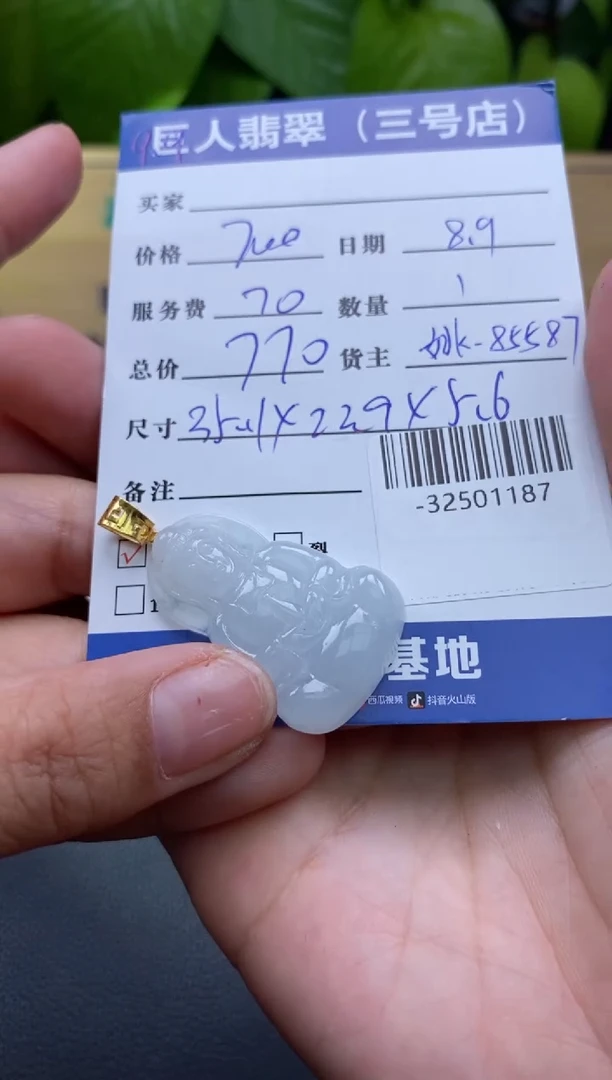 巨人翡翠（三号店）
买家
价格 700 日期 8.9
服务费 70 数量 1
总价 770 货主 -85587
尺寸 35.1X22.9X5.6
备注
-32501187
基地
西瓜视频 抖音火山版